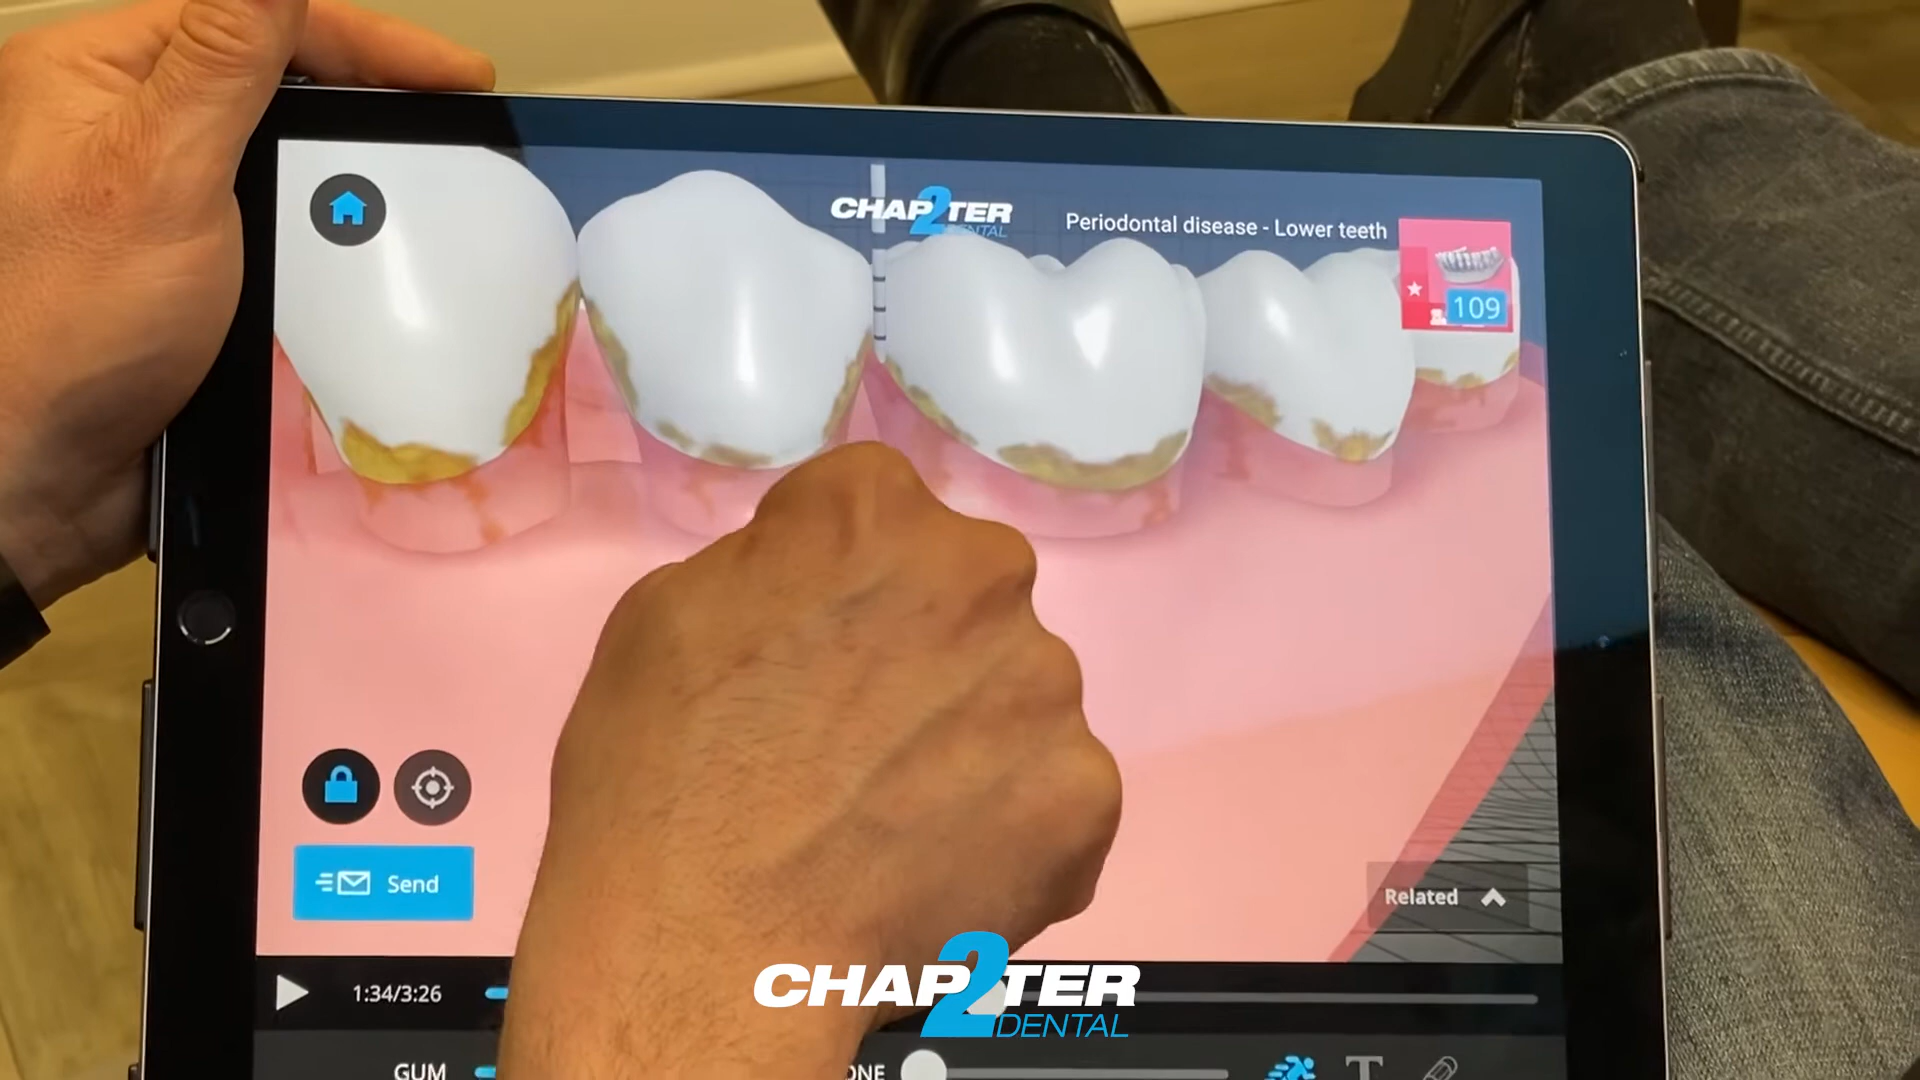 CHAP2TER
DENTAL
Periodontal disease - Lower teeth
109
Send
Related
1:34/3:26
CHAP2TER
DENTAL
GUM
T